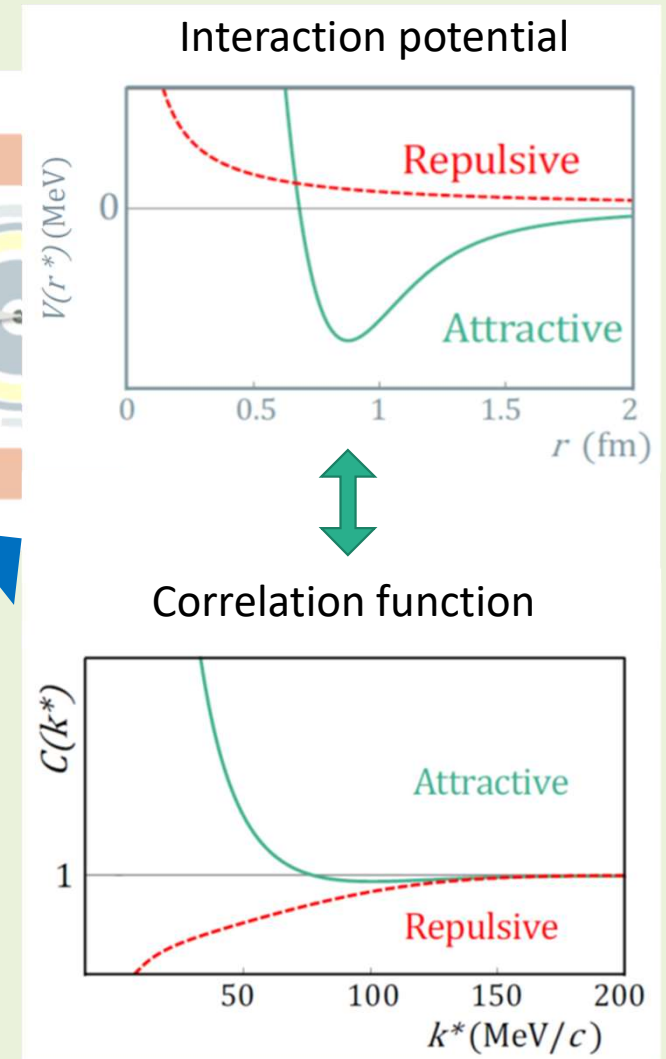 Interaction potential
Repulsive
0
V(r*) (MeV)
Attractive
0 0.5 1 1.5 2
r (fm)
Correlation function
C(k*)
Attractive
1
Repulsive
50 100 150 200
k* (MeV/c)